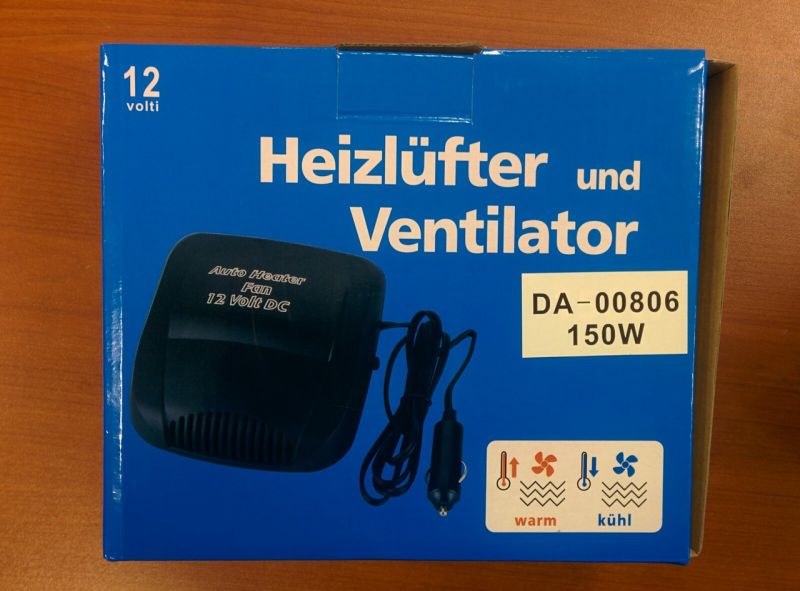 12
volti
Heizlüfter und
Ventilator
Auto Heater
Fan
12 Volt DC
DA-00806
150W
warm
kühl